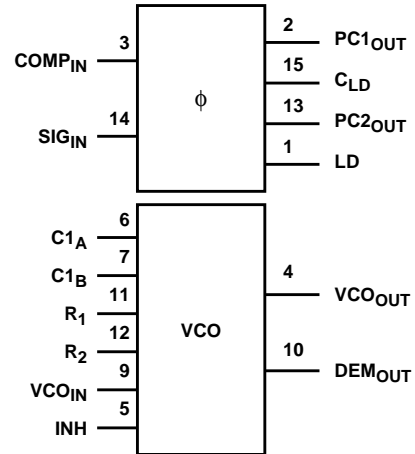 3
COMPIN
14
SIGIN
ϕ
2
PC1OUT
15
CLD
13
PC2OUT
1
LD
6
C1A
7
C1B
11
R1
12
R2
9
VCOIN
5
INH
VCO
4
VCOOUT
10
DEMOUT